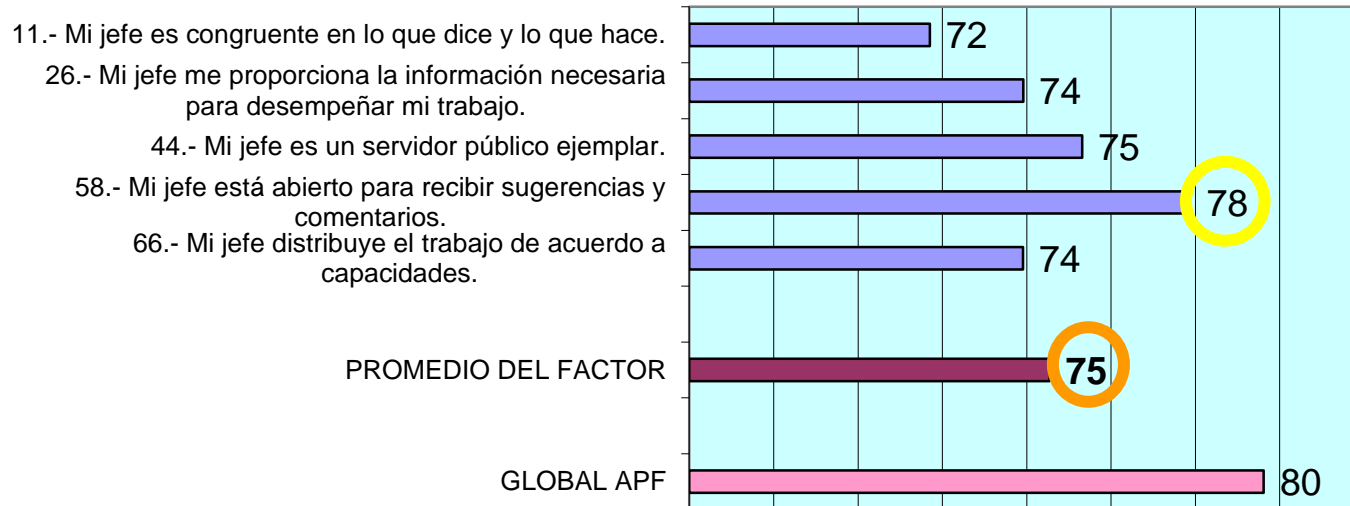 11.- Mi jefe es congruente en lo que dice y lo que hace.
72
26.- Mi jefe me proporciona la información necesaria
para desempeñar mi trabajo.
74
44.- Mi jefe es un servidor público ejemplar.
75
58.- Mi jefe está abierto para recibir sugerencias y
comentarios.
78
66.- Mi jefe distribuye el trabajo de acuerdo a
capacidades.
74
PROMEDIO DEL FACTOR
75
GLOBAL APF
80